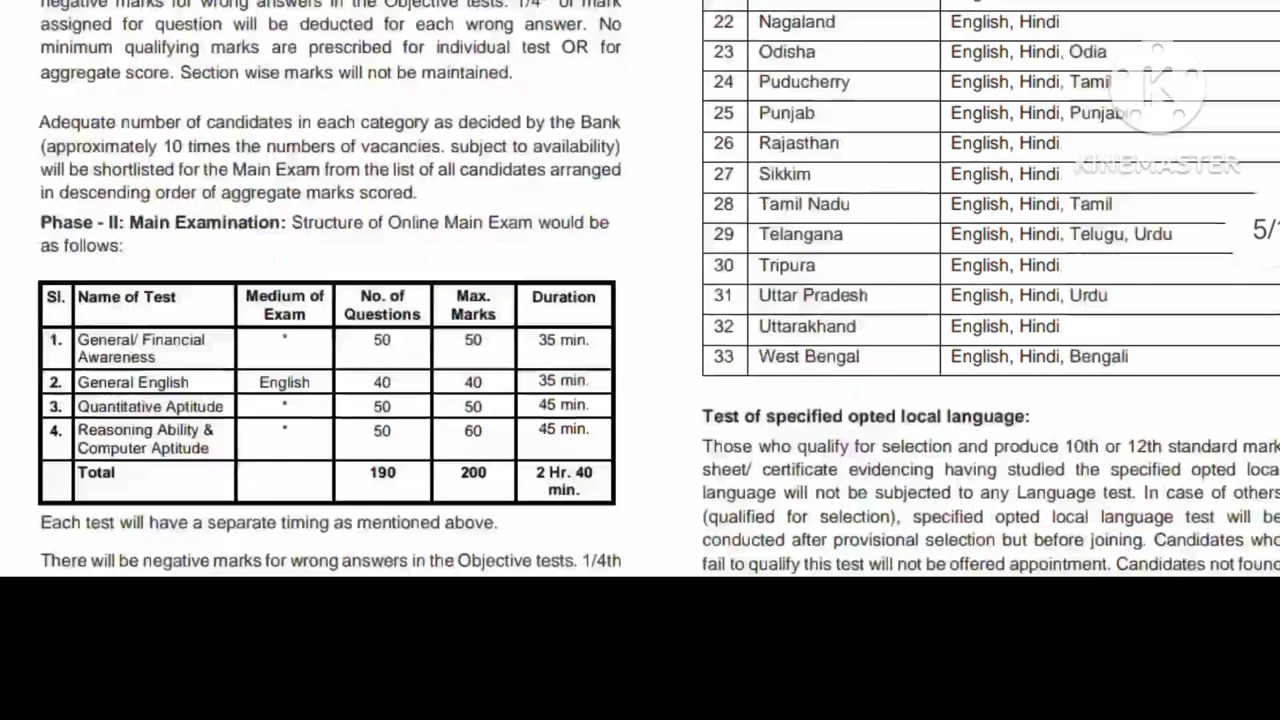 negative marks for wrong answers in the Objective tests. 1/4th of mark
assigned for question will be deducted for each wrong answer. No
minimum qualifying marks are prescribed for individual test OR for
aggregate score. Section wise marks will not be maintained.
Adequate number of candidates in each category as decided by the Bank
(approximately 10 times the numbers of vacancies. subject to availability)
will be shortlisted for the Main Exam from the list of all candidates arranged
in descending order of aggregate marks scored.
Phase - II: Main Examination: Structure of Online Main Exam would be
as follows:
Sl. Name of Test Medium of Exam No. of Questions Max. Marks Duration
1. General/ Financial Awareness * 50 50 35 min.
2. General English English 40 40 35 min.
3. Quantitative Aptitude * 50 50 45 min.
4. Reasoning Ability & Computer Aptitude * 50 60 45 min.
Total 190 200 2 Hr. 40 min.
Each test will have a separate timing as mentioned above.
There will be negative marks for wrong answers in the Objective tests. 1/4th
22 Nagaland English, Hindi
23 Odisha English, Hindi, Odia
24 Puducherry English, Hindi, Tamil
25 Punjab English, Hindi, Punjabi
26 Rajasthan English, Hindi
27 Sikkim English, Hindi
28 Tamil Nadu English, Hindi, Tamil
29 Telangana English, Hindi, Telugu, Urdu
30 Tripura English, Hindi
31 Uttar Pradesh English, Hindi, Urdu
32 Uttarakhand English, Hindi
33 West Bengal English, Hindi, Bengali
Test of specified opted local language:
Those who qualify for selection and produce 10th or 12th standard mark
sheet/ certificate evidencing having studied the specified opted loca
language will not be subjected to any Language test. In case of others
(qualified for selection), specified opted local language test will be
conducted after provisional selection but before joining. Candidates who
fail to qualify this test will not be offered appointment. Candidates not found
K
KINEMASTER
5/